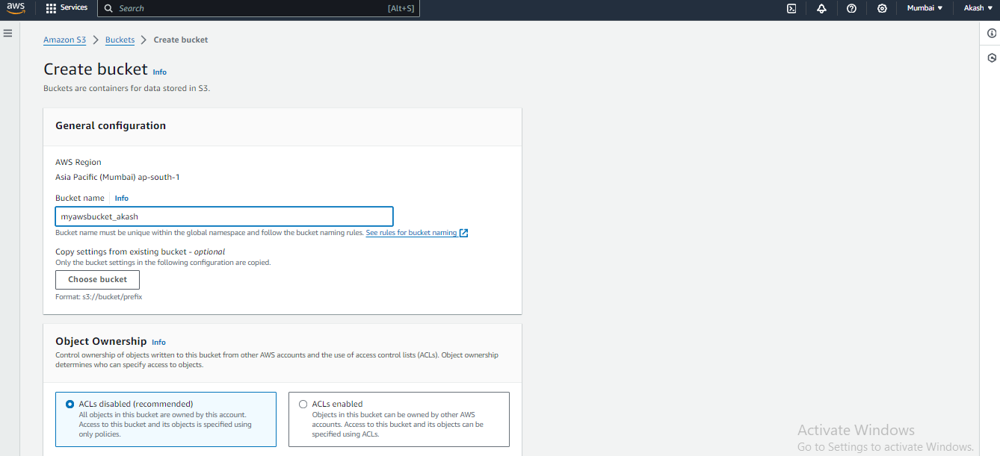 aws Services Search [Alt+S] Mumbai Akash
Amazon S3 > Buckets > Create bucket
Create bucket Info
Buckets are containers for data stored in S3.
General configuration
AWS Region
Asia Pacific (Mumbai) ap-south-1
Bucket name Info
myawsbucket_akash
Bucket name must be unique within the global namespace and follow the bucket naming rules. See rules for bucket naming
Copy settings from existing bucket - optional
Only the bucket settings in the following configuration are copied.
Choose bucket
Format: s3://bucket/prefix
Object Ownership Info
Control ownership of objects written to this bucket from other AWS accounts and the use of access control lists (ACLs). Object ownership
determines who can specify access to objects.
ACLs disabled (recommended)
All objects in this bucket are owned by this account.
Access to this bucket and its objects is specified using
only policies.
ACLs enabled
Objects in this bucket can be owned by other AWS
accounts. Access to this bucket and its objects can be
specified using ACLs.
Activate Windows
Go to Settings to activate Windows.